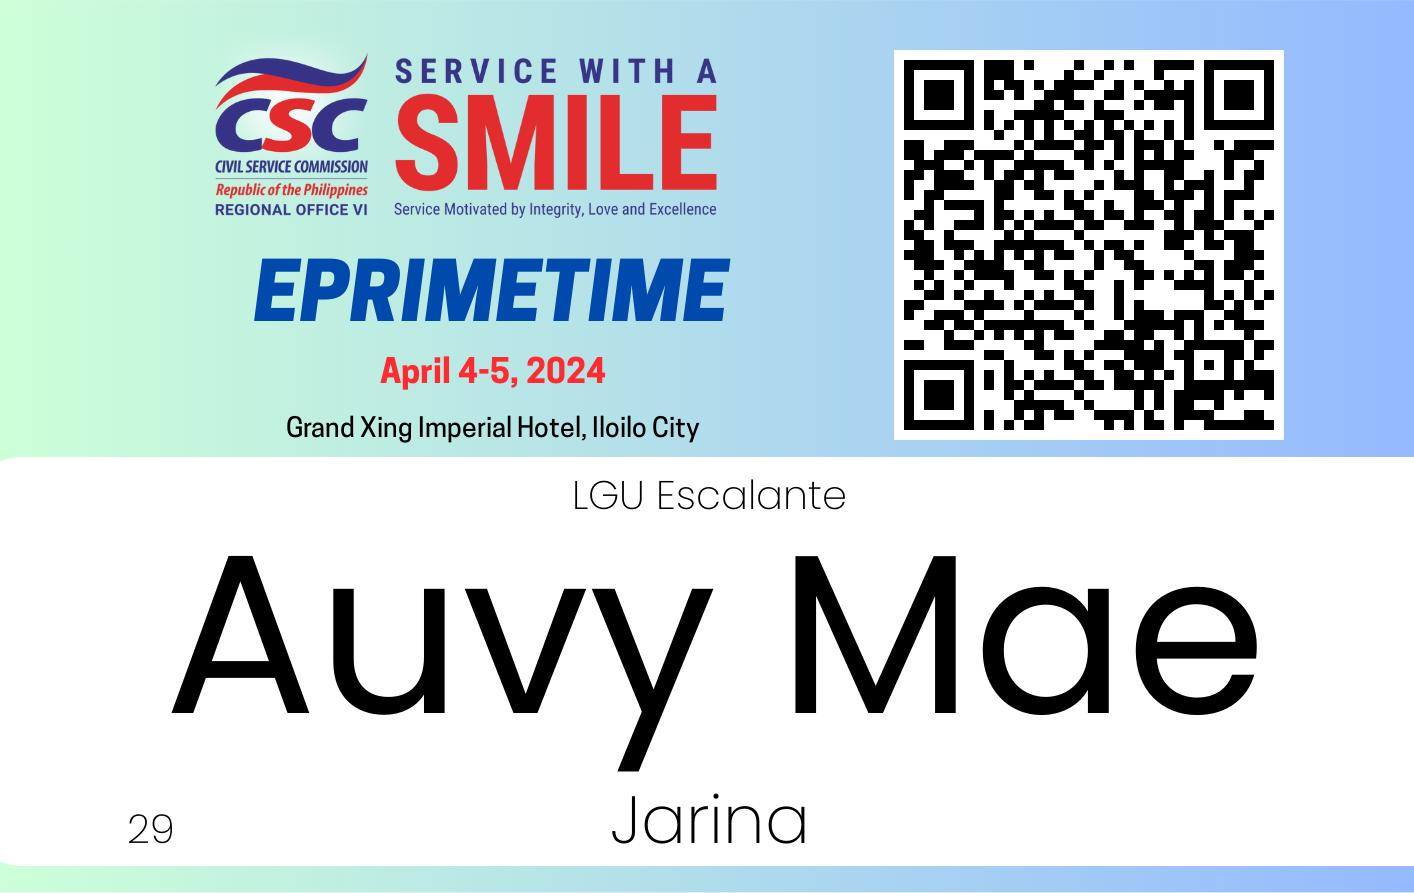 CSC
CIVIL SERVICE COMMISSION
Republic of the Philippines
REGIONAL OFFICE VI
SERVICE WITH A
SMILE
Service Motivated by Integrity, Love and Excellence
EPRIMETIME
April 4-5, 2024
Grand Xing Imperial Hotel, Iloilo City
LGU Escalante
Auvy Mae
Jarina
29